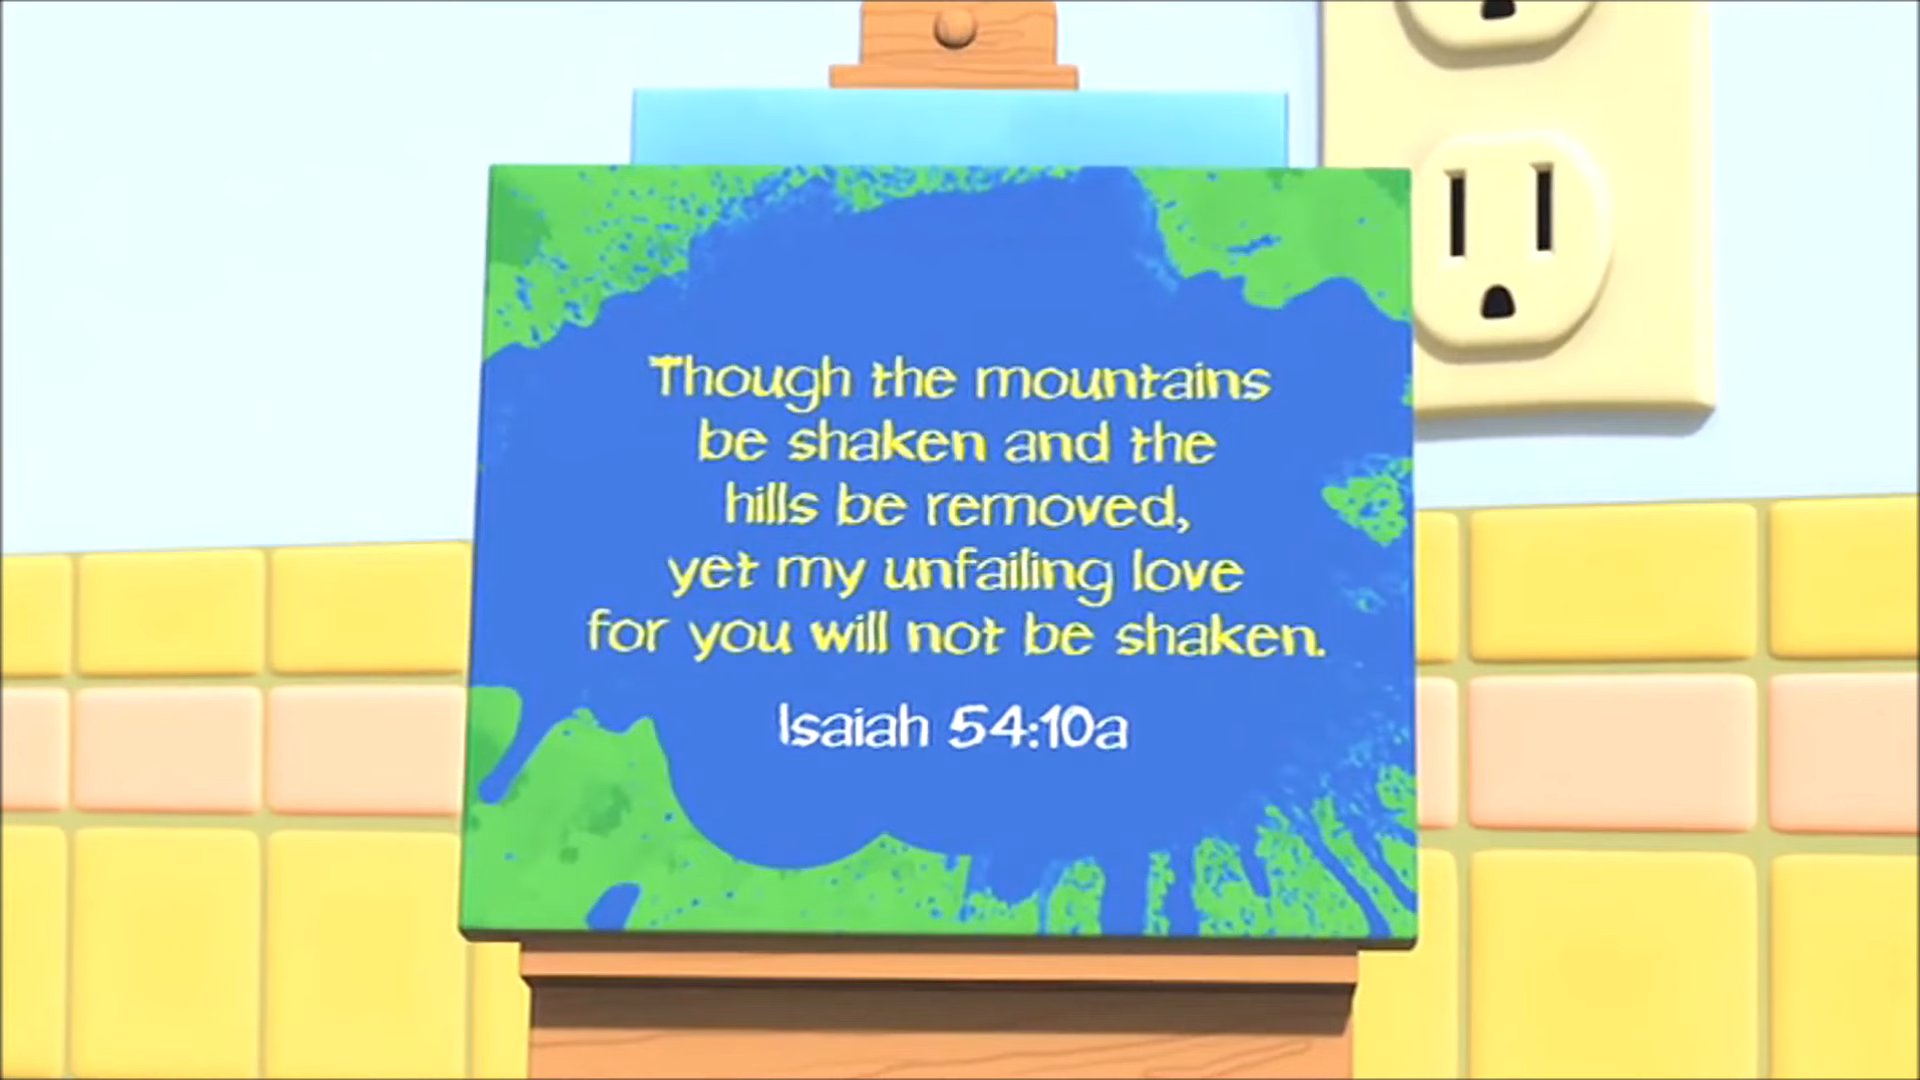 Though the mountains
be shaken and the
hills be removed,
yet my unfailing love
for you will not be shaken.
Isaiah 54:10a